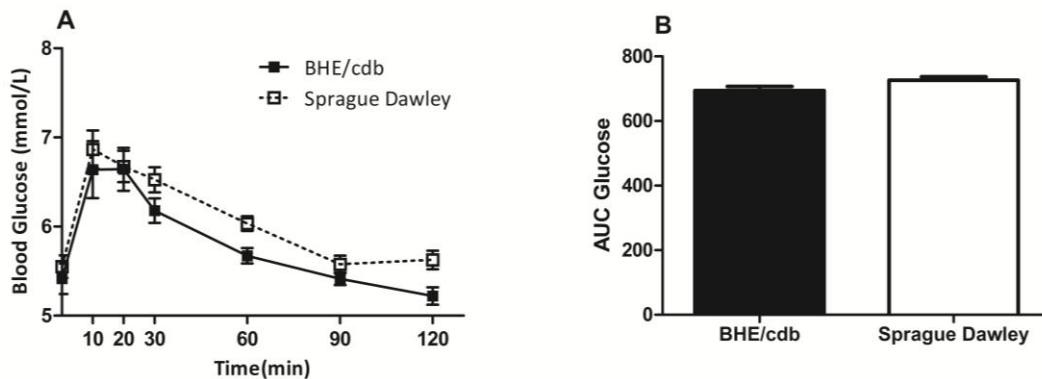 A
8
7
6
5
Blood Glucose (mmol/L)
BHE/cdb
Sprague Dawley
10 20 30 60 90 120
Time(min)
B
800
600
400
200
0
AUC Glucose
BHE/cdb Sprague Dawley